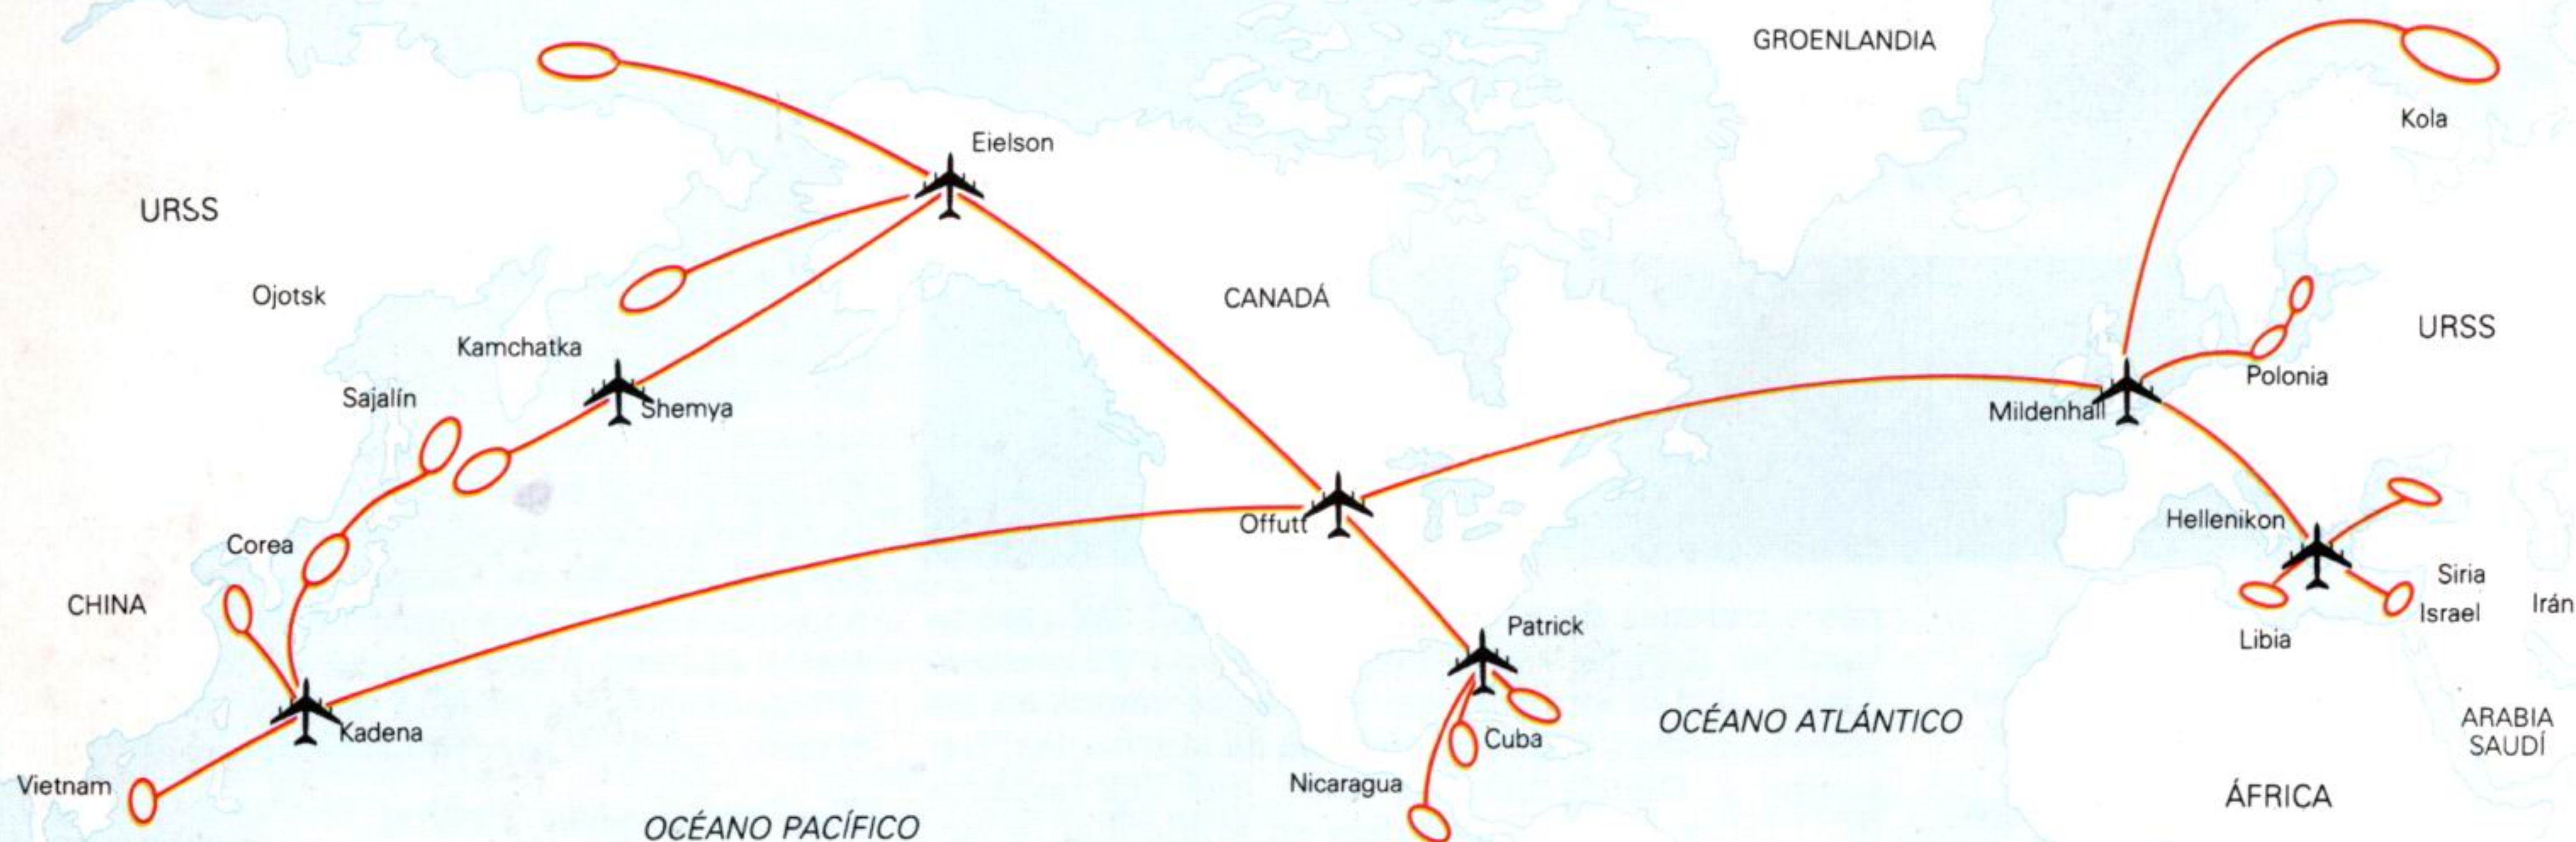 GROENLANDIA
Kola
Eielson
URSS
Ojotsk
CANADÁ
URSS
Kamchatka
Sajalín
Shemya
Polonia
Mildenhall
Offutt
Hellenikon
Corea
Siria
CHINA
Israel
Irán
Patrick
Libia
Kadena
Cuba
OCÉANO ATLÁNTICO
ARABIA
SAUDÍ
Vietnam
Nicaragua
ÁFRICA
OCÉANO PACÍFICO